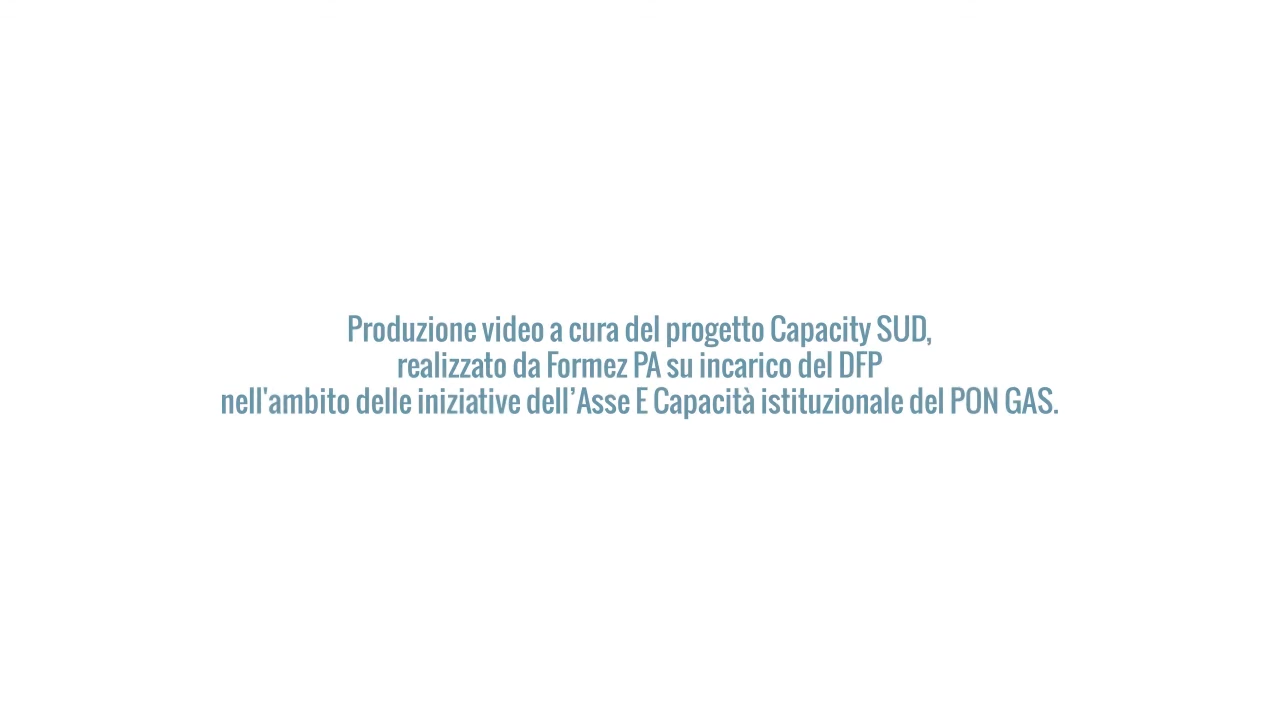 Produzione video a cura del progetto Capacity SUD,
realizzato da Formez PA su incarico del DFP
nell'ambito delle iniziative dell’Asse E Capacità istituzionale del PON GAS.